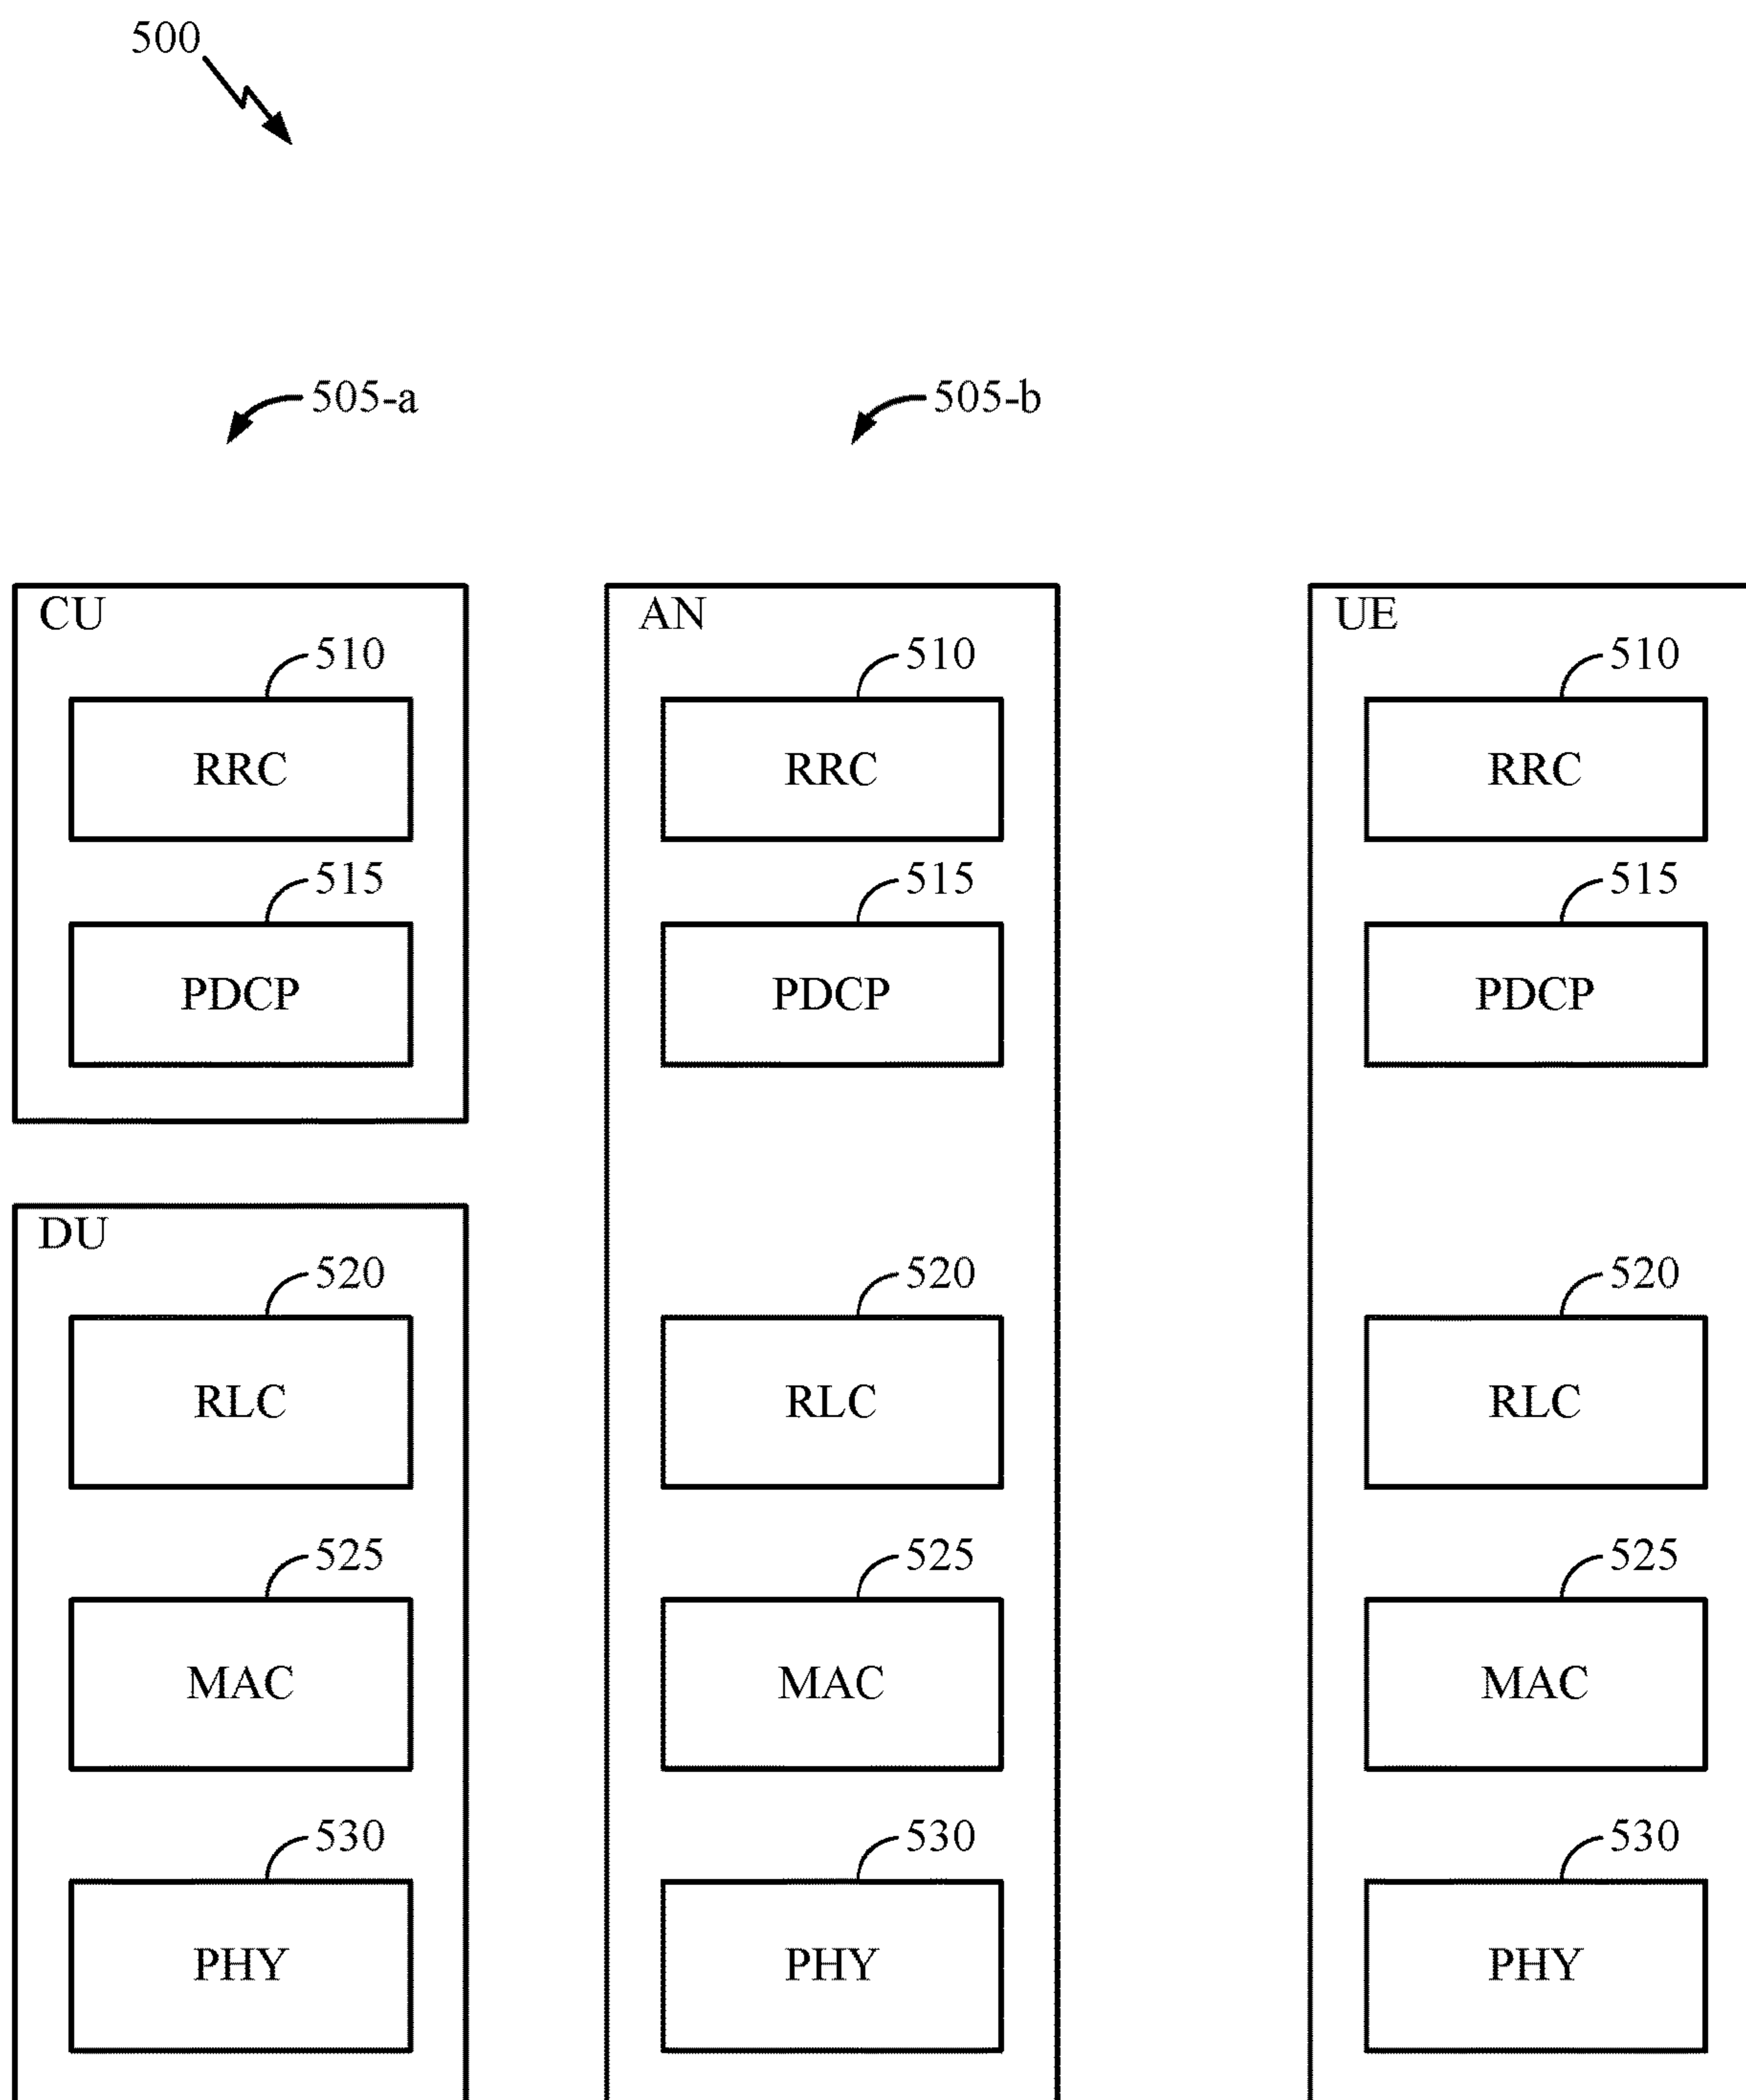 500
505-a 505-b
CU AN UE
510 510 510
RRC RRC RRC
515 515 515
PDCP PDCP PDCP
DU
520 520 520
RLC RLC RLC
525 525 525
MAC MAC MAC
530 530 530
PHY PHY PHY